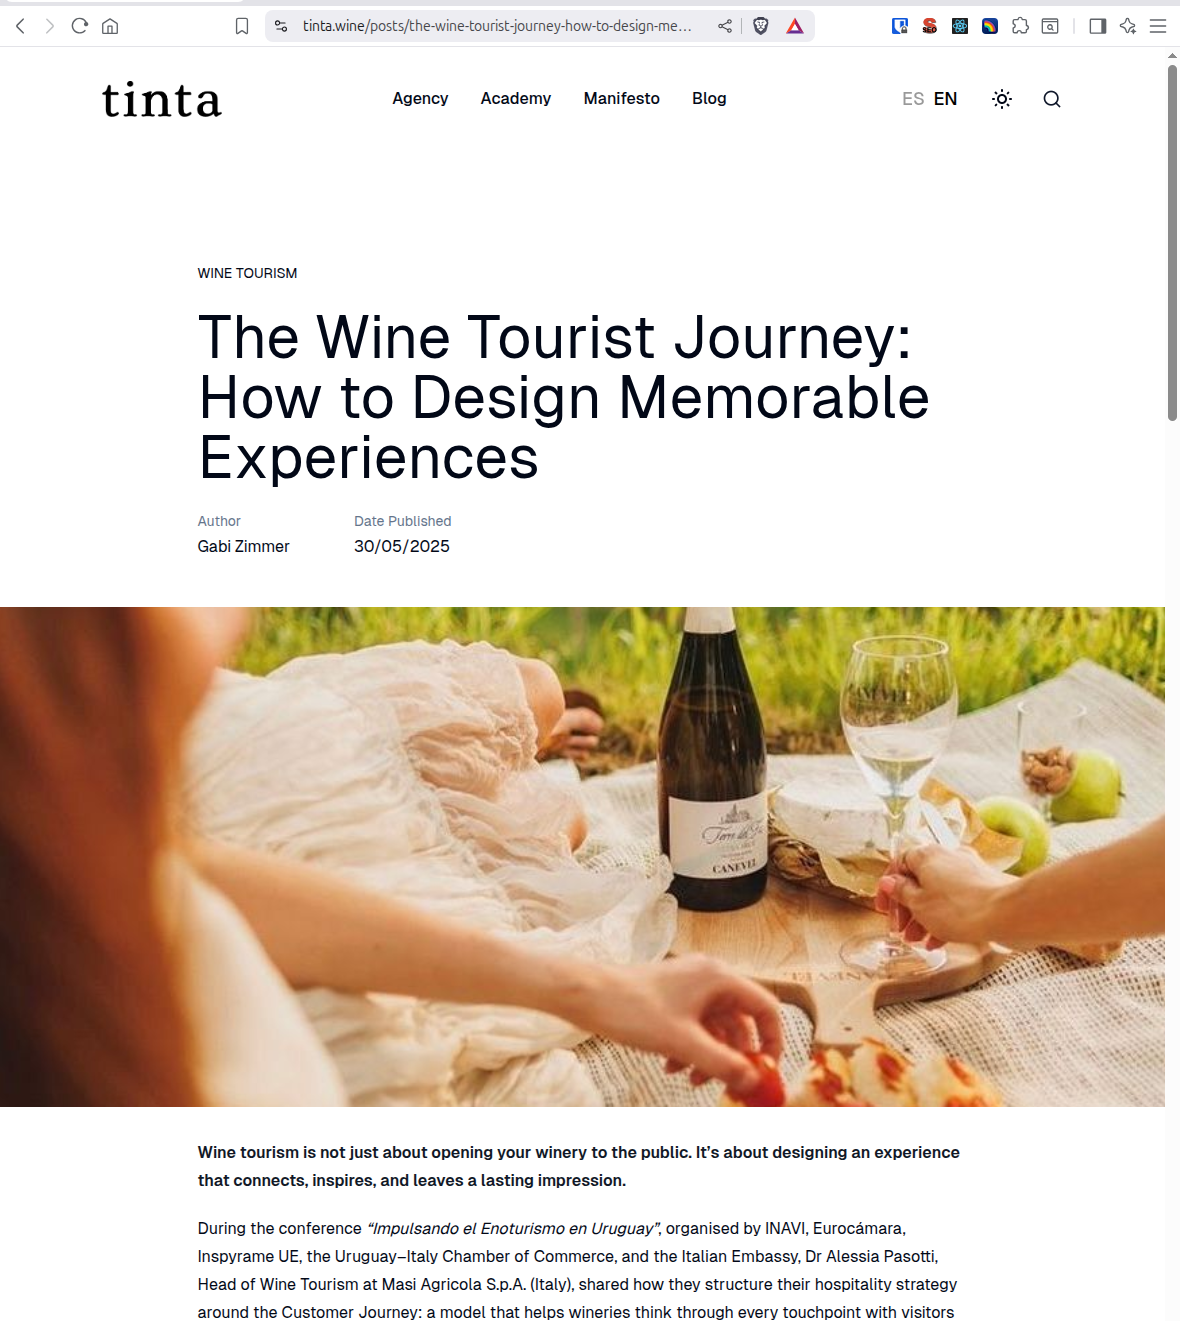 tinta.wine/posts/the-wine-tourist-journey-how-to-design-me...
tinta
Agency
Academy
Manifesto
Blog
ES EN
WINE TOURISM
The Wine Tourist Journey:
How to Design Memorable
Experiences
Author
Date Published
Gabi Zimmer
30/05/2025
CANEVEL
Wine tourism is not just about opening your winery to the public. It’s about designing an experience
that connects, inspires, and leaves a lasting impression.
During the conference “Impulsando el Enoturismo en Uruguay”, organised by INAVI, Eurocámara,
Inspyrame UE, the Uruguay–Italy Chamber of Commerce, and the Italian Embassy, Dr Alessia Pasotti,
Head of Wine Tourism at Masi Agricola S.p.A. (Italy), shared how they structure their hospitality strategy
around the Customer Journey: a model that helps wineries think through every touchpoint with visitors